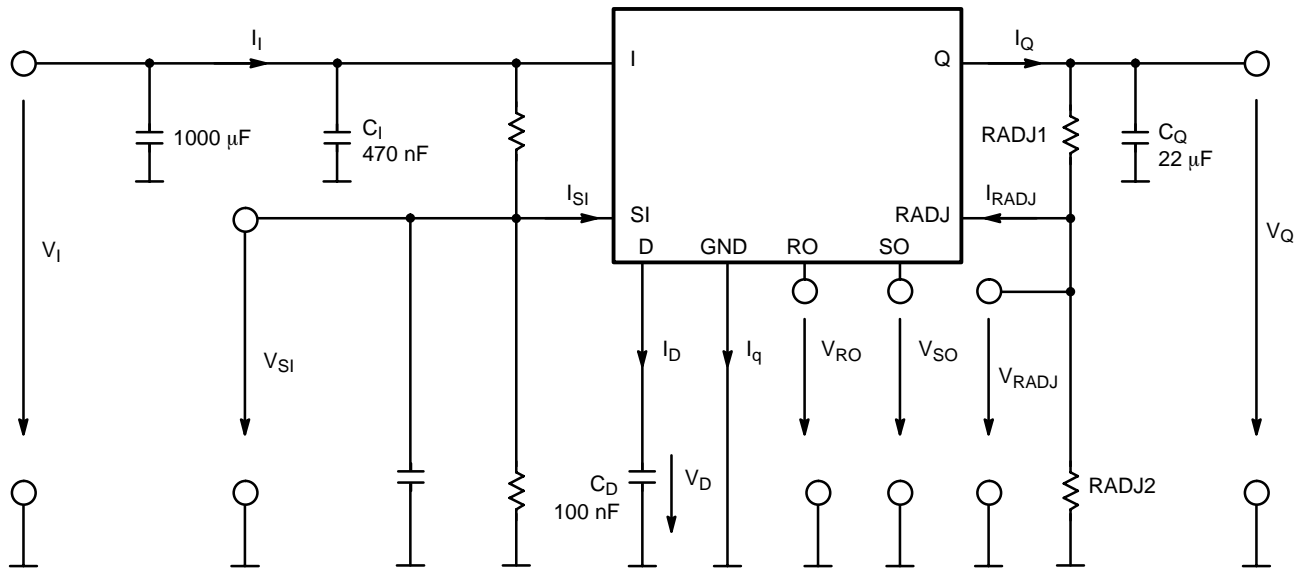 I_I
I
Q
I_Q
1000 μF
C_I
470 nF
RADJ1
C_Q
22 μF
I_SI
SI
RADJ
I_RADJ
D
GND
RO
SO
V_I
V_SI
I_D
I_q
V_RO
V_SO
V_RADJ
V_Q
C_D
100 nF
V_D
RADJ2